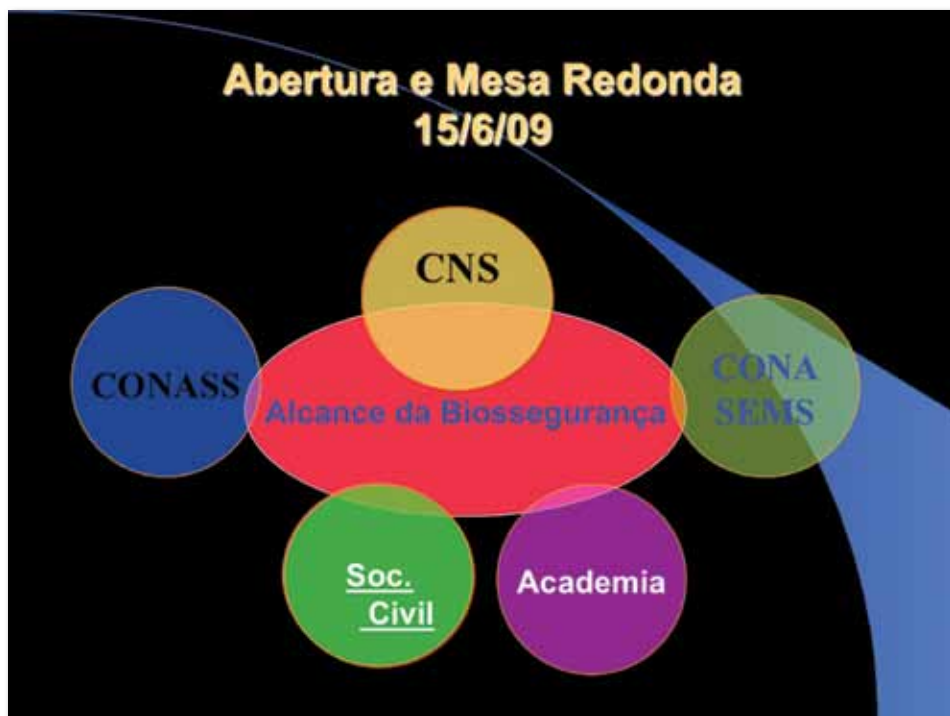 Abertura e Mesa Redonda
15/6/09
CNS
CONASS
Alcance da Biossegurança
CONA
SEMS
Soc.
Civil
Academia